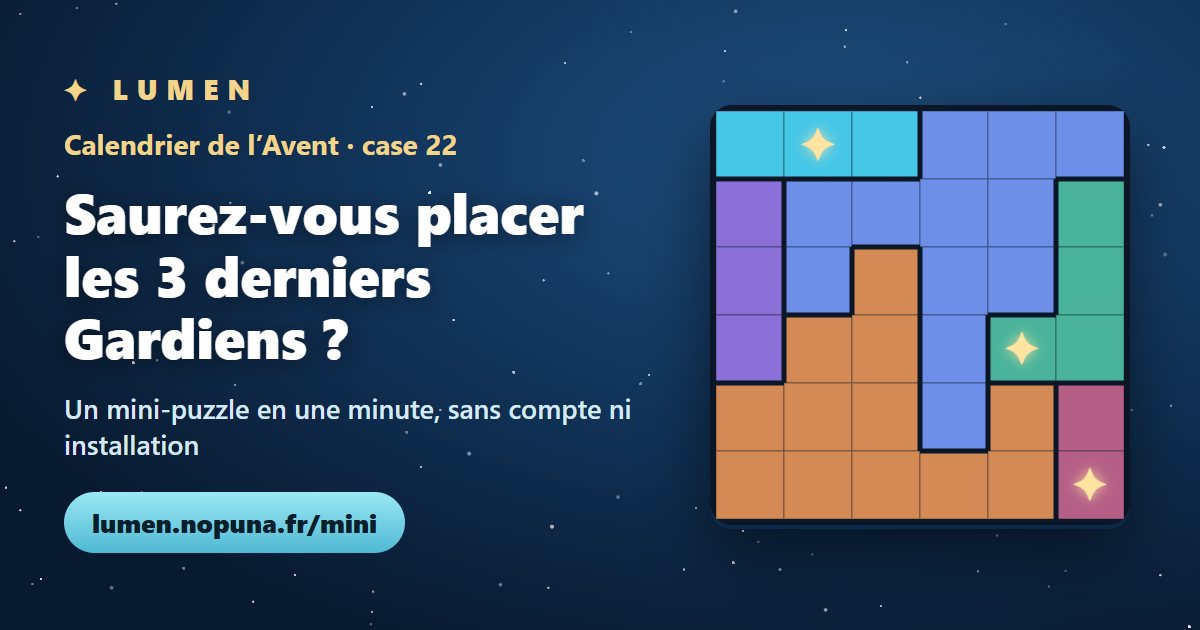 LUMEN
Calendrier de l’Avent · case 22
Saurez-vous placer
les 3 derniers
Gardiens ?
Un mini-puzzle en une minute, sans compte ni
installation
lumen.nopuna.fr/mini